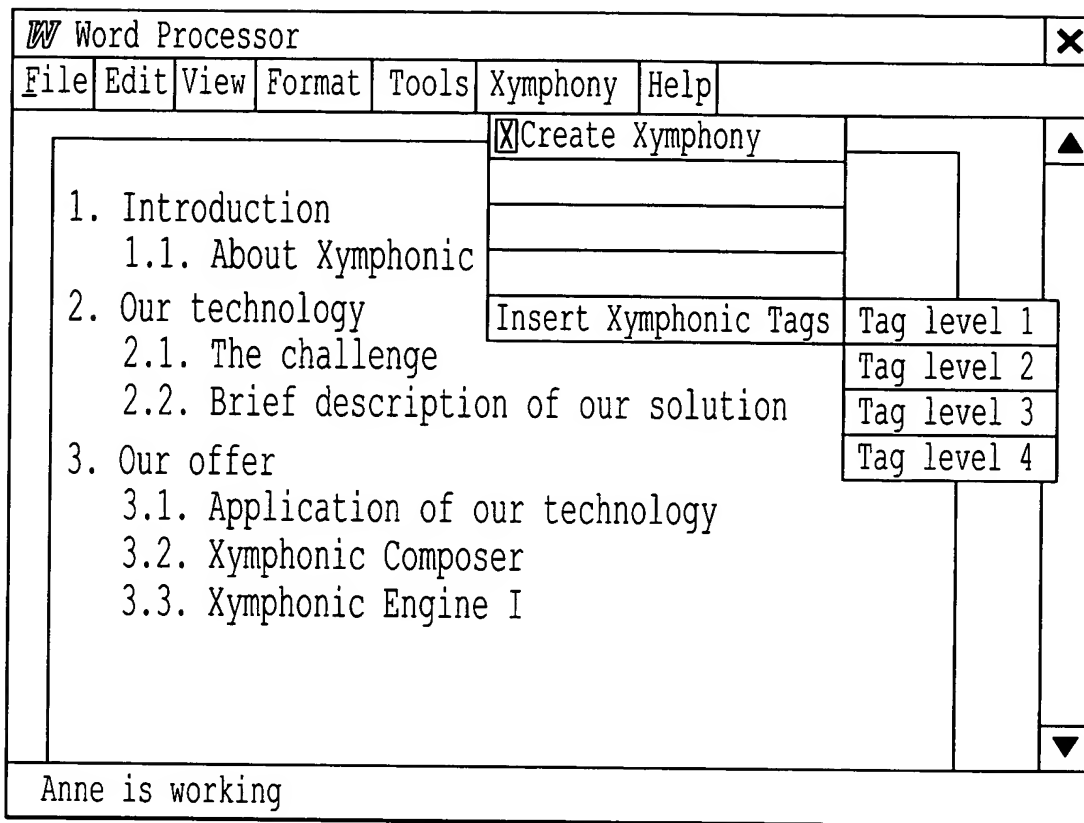 W Word Processor
File Edit View Format Tools Xymphony Help
X Create Xymphony
1. Introduction
1.1. About Xymphonic
2. Our technology
2.1. The challenge
2.2. Brief description of our solution
3. Our offer
3.1. Application of our technology
3.2. Xymphonic Composer
3.3. Xymphonic Engine I
Insert Xymphonic Tags
Tag level 1
Tag level 2
Tag level 3
Tag level 4
Anne is working